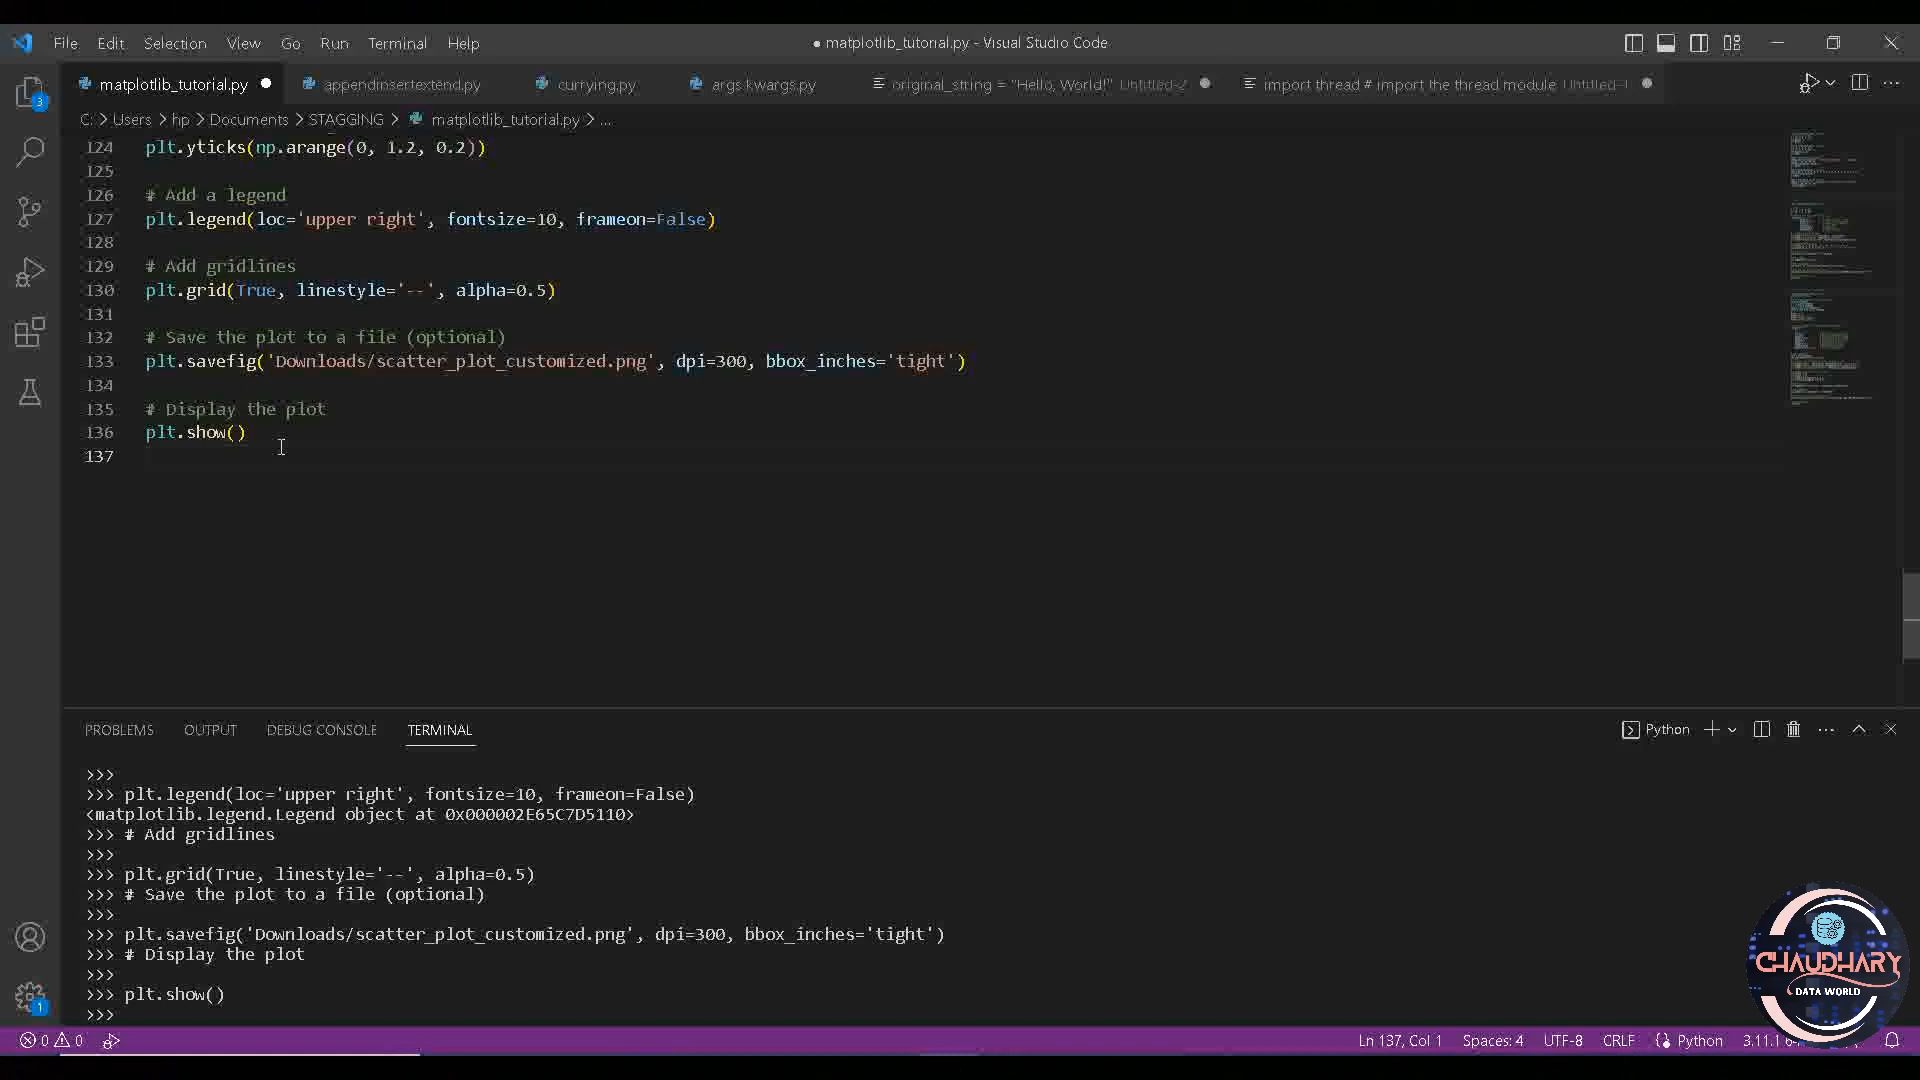 File Edit Selection View Go Run Terminal Help
● matplotlib_tutorial.py - Visual Studio Code
matplotlib_tutorial.py ● appendinsertextend.py currying.py args kwargs.py original_string = "Hello, World!" Untitled-2 ● import thread # import the thread module Untitled-1 ●
C: > Users > hp > Documents > STAGGING > matplotlib_tutorial.py > ...
124 plt.yticks(np.arange(0, 1.2, 0.2))
125
126 # Add a legend
127 plt.legend(loc='upper right', fontsize=10, frameon=False)
128
129 # Add gridlines
130 plt.grid(True, linestyle='--', alpha=0.5)
131
132 # Save the plot to a file (optional)
133 plt.savefig('Downloads/scatter_plot_customized.png', dpi=300, bbox_inches='tight')
134
135 # Display the plot
136 plt.show()
137
PROBLEMS OUTPUT DEBUG CONSOLE TERMINAL
Python
>>>
>>> plt.legend(loc='upper right', fontsize=10, frameon=False)
<matplotlib.legend.Legend object at 0x000002E65C7D5110>
>>> # Add gridlines
>>>
>>> plt.grid(True, linestyle='--', alpha=0.5)
>>> # Save the plot to a file (optional)
>>>
>>> plt.savefig('Downloads/scatter_plot_customized.png', dpi=300, bbox_inches='tight')
>>> # Display the plot
>>>
>>> plt.show()
>>>
3
1
CHAUDHARY
DATA WORLD
0 0 Ln 137, Col 1 Spaces: 4 UTF-8 CRLF Python 3.11.1